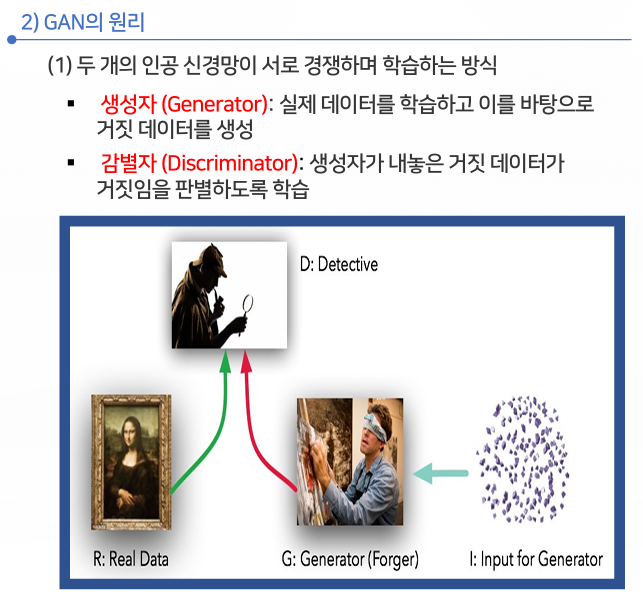 2) GAN의 원리
(1) 두 개의 인공 신경망이 서로 경쟁하며 학습하는 방식
▪ 생성자 (Generator): 실제 데이터를 학습하고 이를 바탕으로
거짓 데이터를 생성
▪ 감별자 (Discriminator): 생성자가 내놓은 거짓 데이터가
거짓임을 판별하도록 학습
D: Detective
R: Real Data
G: Generator (Forger)
I: Input for Generator